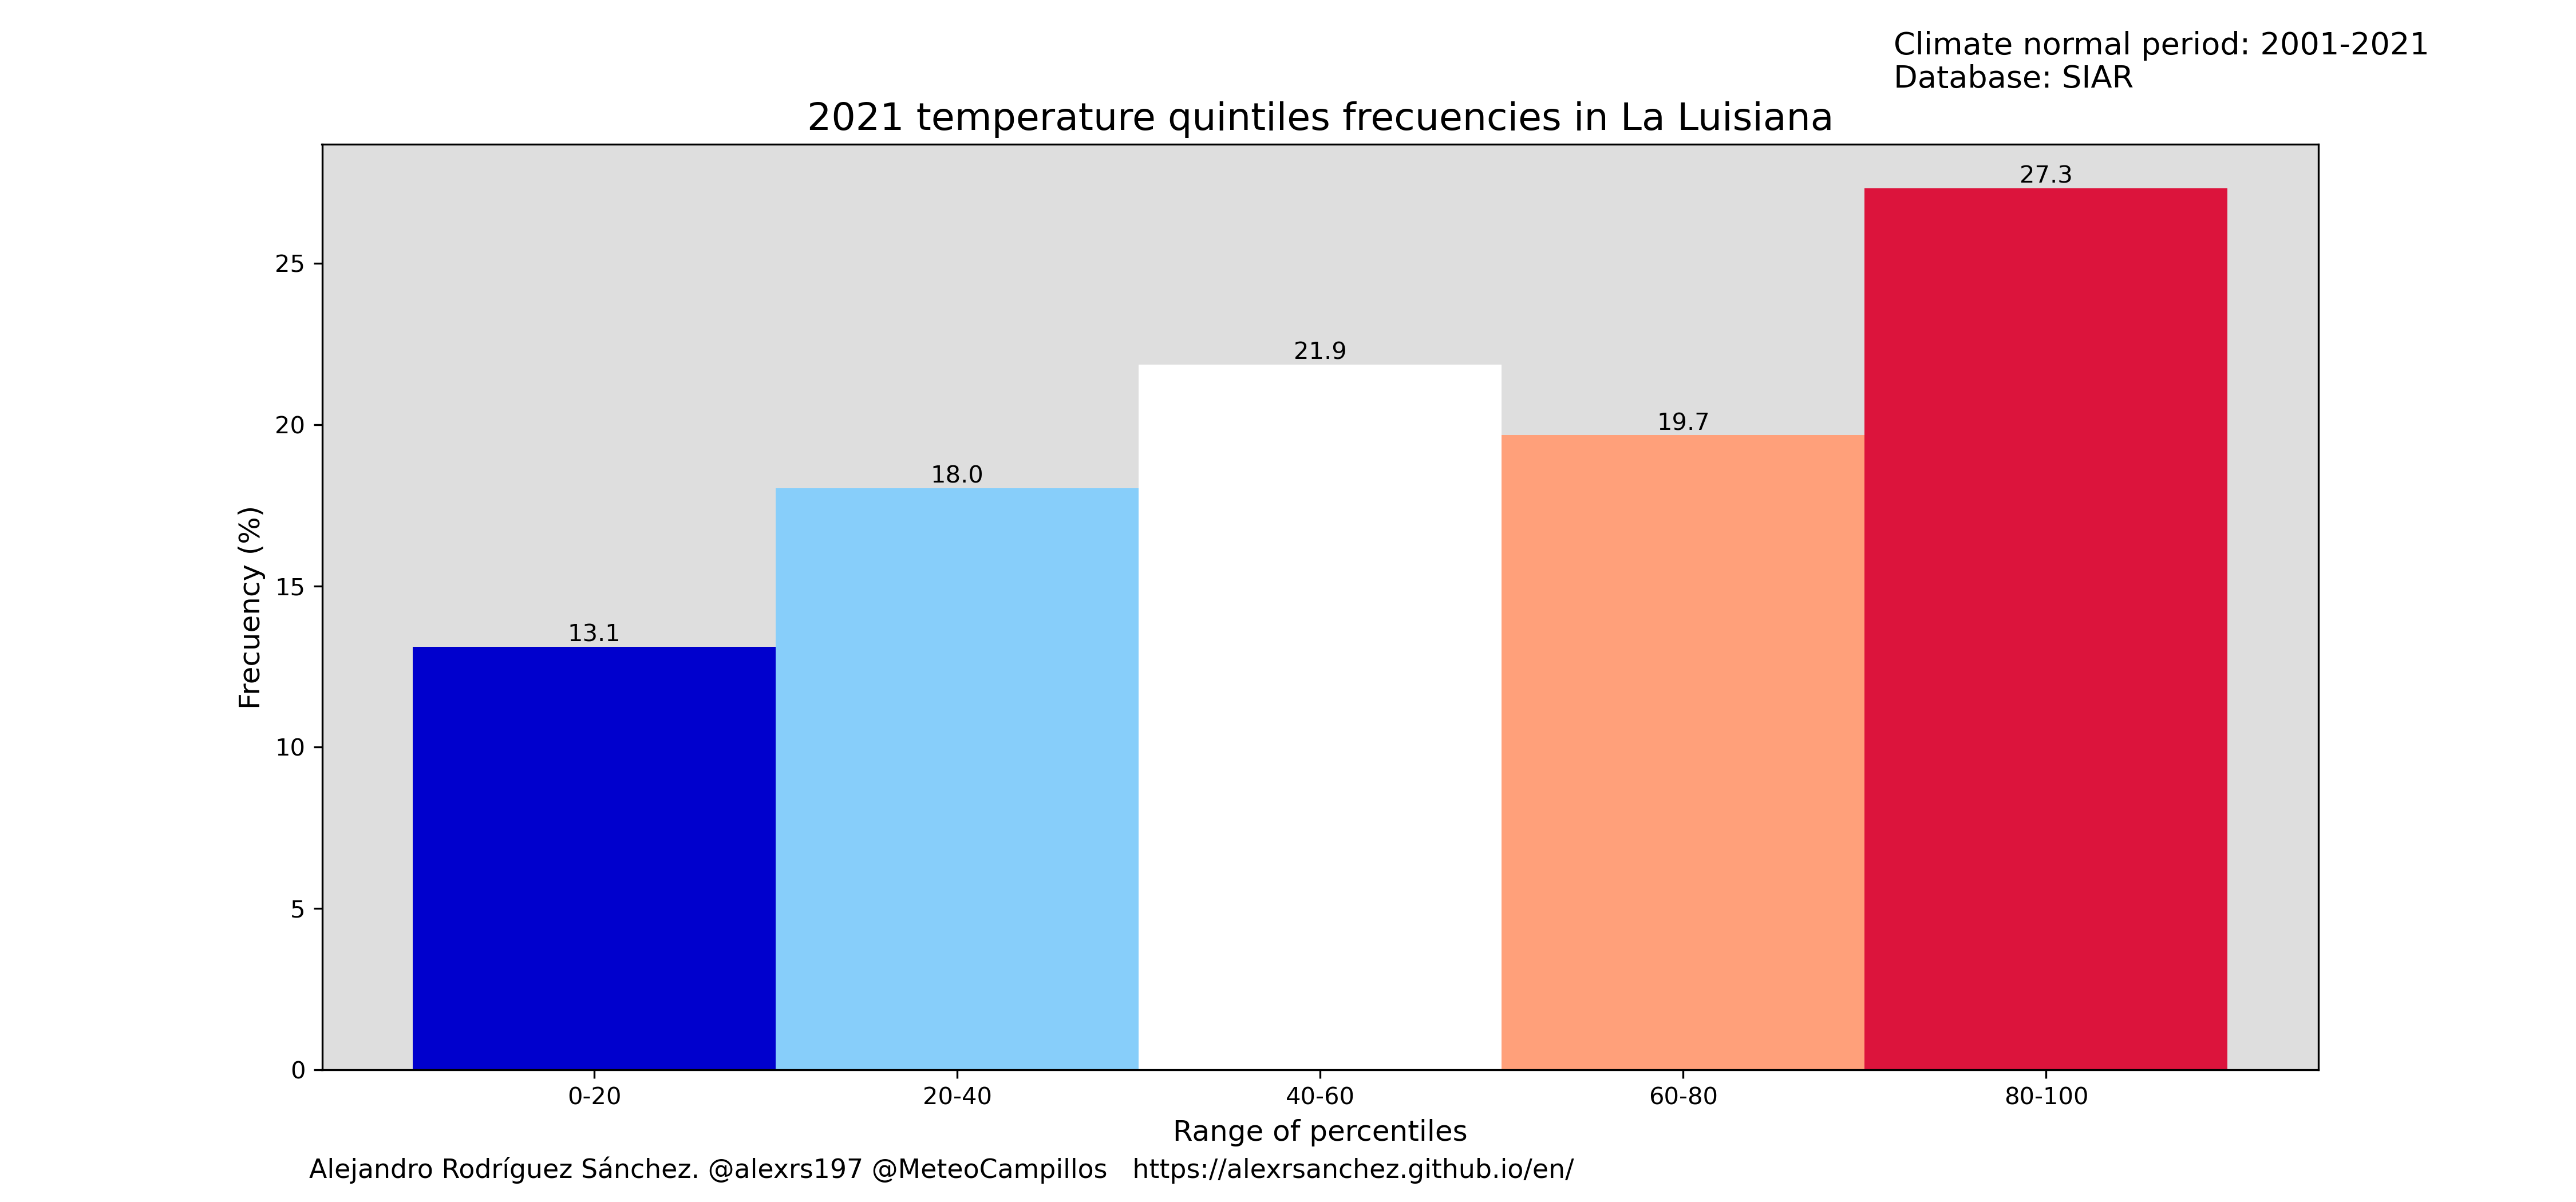 Climate normal period: 2001-2021
Database: SIAR
2021 temperature quintiles frecuencies in La Luisiana
27.3
25
21.9
20
19.7
18.0
Frecuency (%)
15
13.1
10
5
0
0-20 20-40 40-60 60-80 80-100
Range of percentiles
Alejandro Rodríguez Sánchez. @alexrs197 @MeteoCampillos https://alexrsanchez.github.io/en/